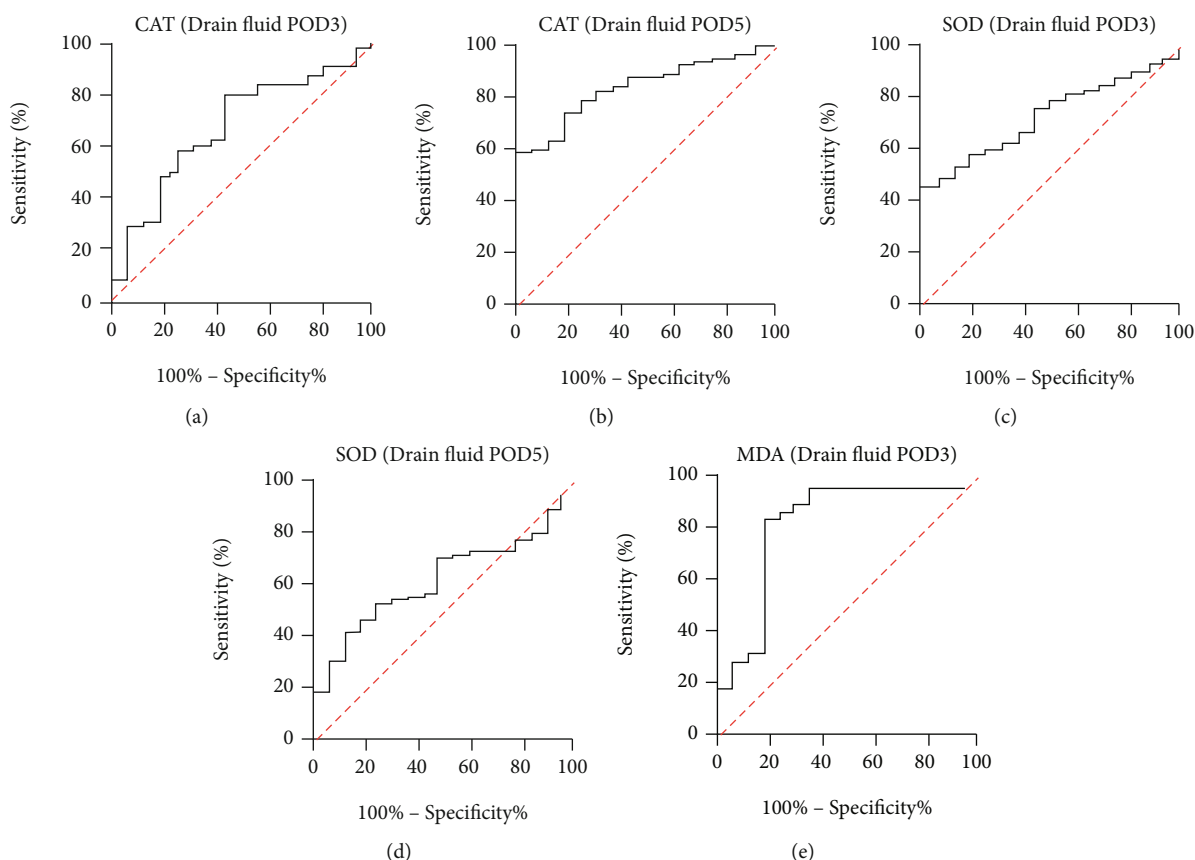 CAT (Drain fluid POD3)
100
80
60
40
20
0
Sensitivity (%)
0 20 40 60 80 100
100% – Specificity%
(a)
CAT (Drain fluid POD5)
100
80
60
40
20
0
Sensitivity (%)
0 20 40 60 80 100
100% – Specificity%
(b)
SOD (Drain fluid POD3)
100
80
60
40
20
0
Sensitivity (%)
0 20 40 60 80 100
100% – Specificity%
(c)
SOD (Drain fluid POD5)
100
80
60
40
20
0
Sensitivity (%)
0 20 40 60 80 100
100% – Specificity%
(d)
MDA (Drain fluid POD3)
100
80
60
40
20
0
Sensitivity (%)
0 20 40 60 80 100
100% – Specificity%
(e)